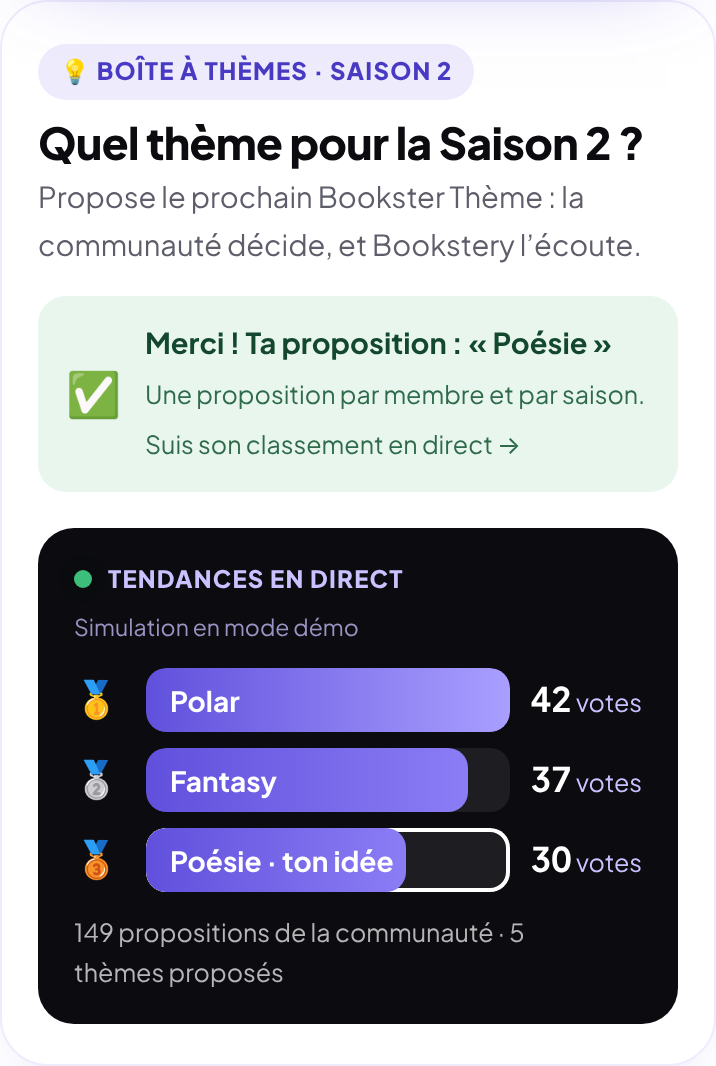 💡 BOÎTE À THÈMES · SAISON 2
Quel thème pour la Saison 2 ?
Propose le prochain Bookster Thème : la
communauté décide, et Bookstery l’écoute.
Merci ! Ta proposition : « Poésie »
Une proposition par membre et par saison.
Suis son classement en direct →
TENDANCES EN DIRECT
Simulation en mode démo
🥇 Polar 42 votes
🥈 Fantasy 37 votes
🥉 Poésie · ton idée 30 votes
149 propositions de la communauté · 5
thèmes proposés